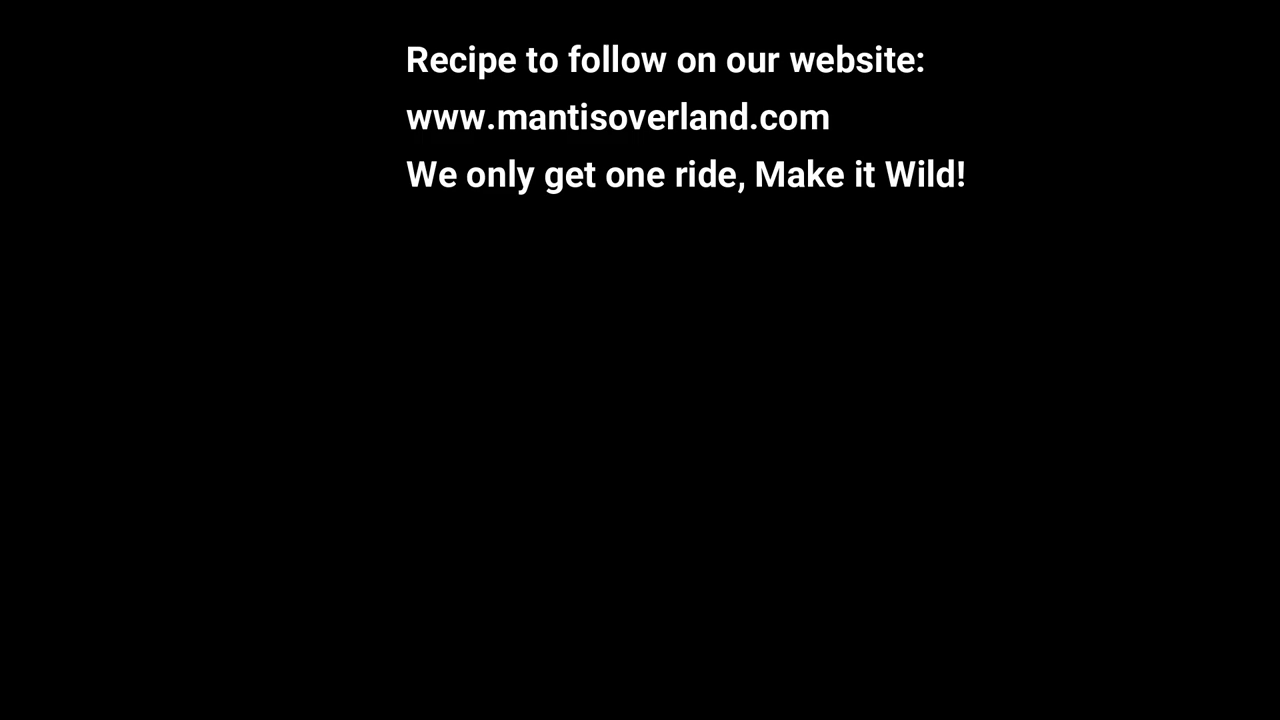 Recipe to follow on our website:
www.mantisoverland.com
We only get one ride, Make it Wild!